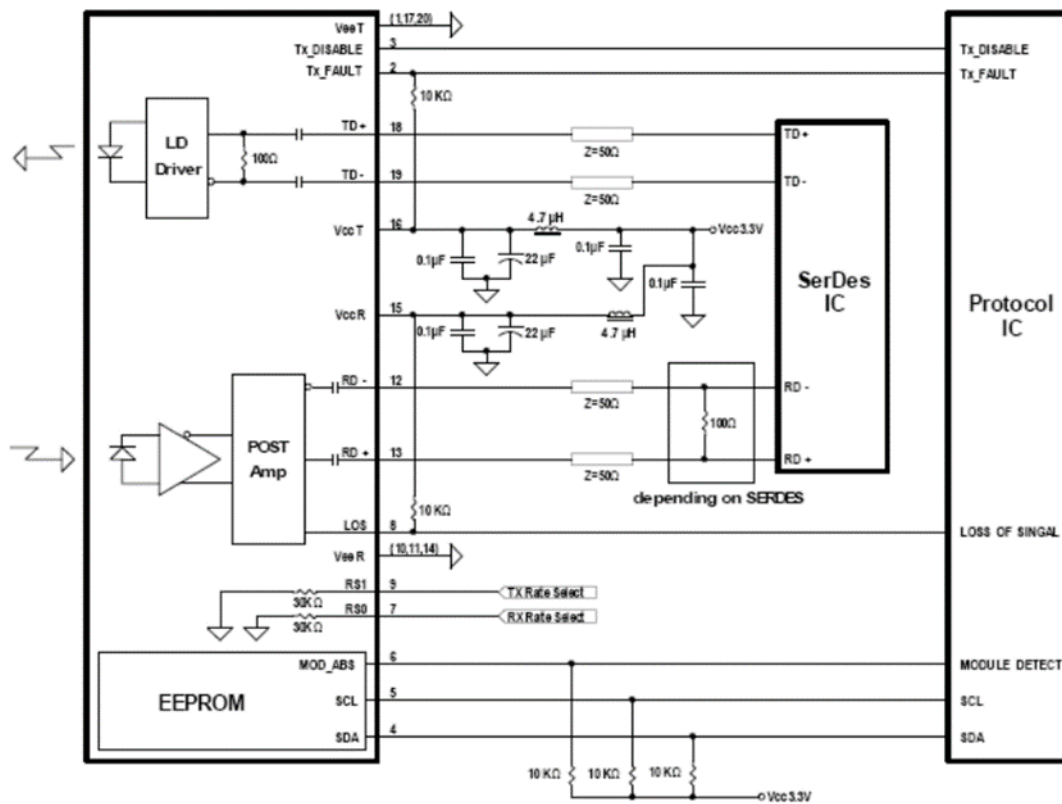 VeeT (1,17,20)
Tx_DISABLE 3 Tx_DISABLE
Tx_FAULT 2 Tx_FAULT
10 KΩ
TD+ 18 TD+
LD
Driver
100Ω
Z=50Ω
TD- 19 TD-
Z=50Ω
VccT 16
4.7 µH
Vcc3.3V
0.1µF
22 µF
0.1µF
0.1µF
SerDes
IC
Protocol
IC
VccR 15
0.1µF
22 µF
4.7 µH
RD - 12 RD -
Z=50Ω
100Ω
POST
Amp
RD + 13 RD +
Z=50Ω
depending on SERDES
10 KΩ
LOS 8 LOSS OF SINGAL
VeeR (10,11,14)
RS1 9 TX Rate Select
30KΩ
RS0 7 RX Rate Select
30KΩ
MOD_ABS 6 MODULE DETECT
EEPROM
SCL 5 SCL
SDA 4 SDA
10 KΩ 10 KΩ 10 KΩ
Vcc3.3V